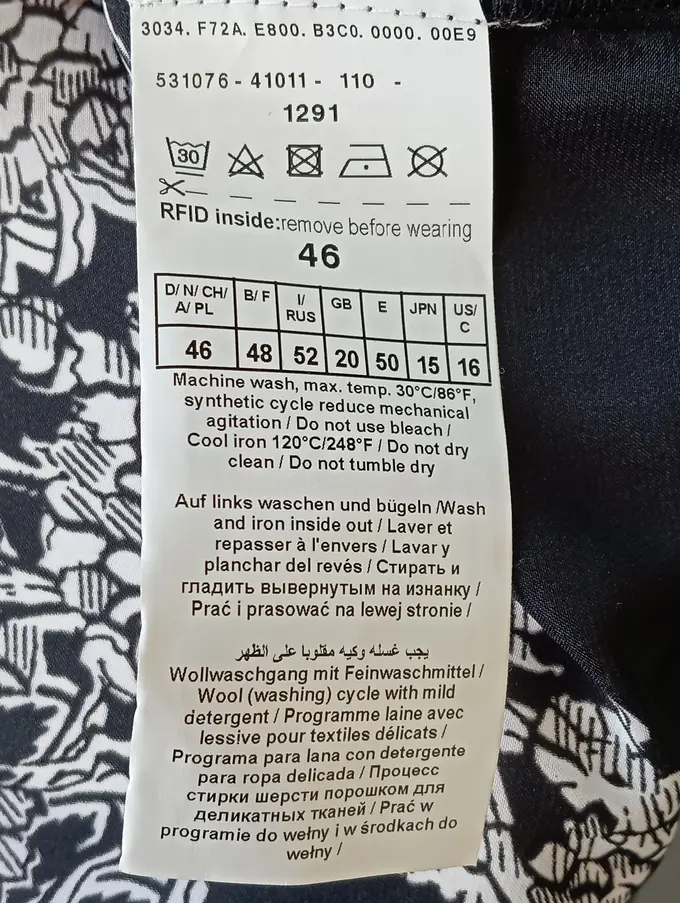 3034. F72A. E800. B3C0. 0000. 00E9
531076 - 41011 - 110 -
1291
30
RFID inside:remove before wearing
46
D/ N/ CH/ A/ PL B/ F I/ RUS GB E JPN US/ C
46 48 52 20 50 15 16
Machine wash, max. temp. 30°C/86°F,
synthetic cycle reduce mechanical
agitation / Do not use bleach /
Cool iron 120°C/248°F / Do not dry
clean / Do not tumble dry
Auf links waschen und bügeln /Wash
and iron inside out / Laver et
repasser à l'envers / Lavar y
planchar del revés / Стирать и
гладить вывернутым на изнанку /
Prać i prasować na lewej stronie /
يجب غسله وكيه مقلوبا على الظهر
Wollwaschgang mit Feinwaschmittel /
Wool (washing) cycle with mild
detergent / Programme laine avec
lessive pour textiles délicats /
Programa para lana con detergente
para ropa delicada / Процесс
стирки шерсти порошком для
деликатных тканей / Prać w
programie do wełny i w środkach do
wełny /